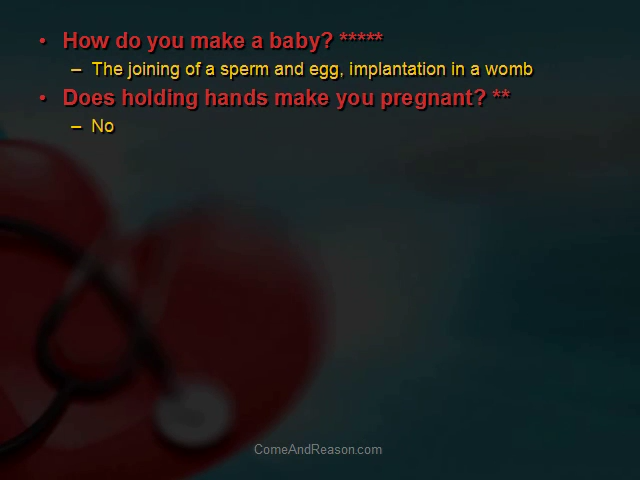 • How do you make a baby? *****
– The joining of a sperm and egg, implantation in a womb
• Does holding hands make you pregnant? **
– No
ComeAndReason.com